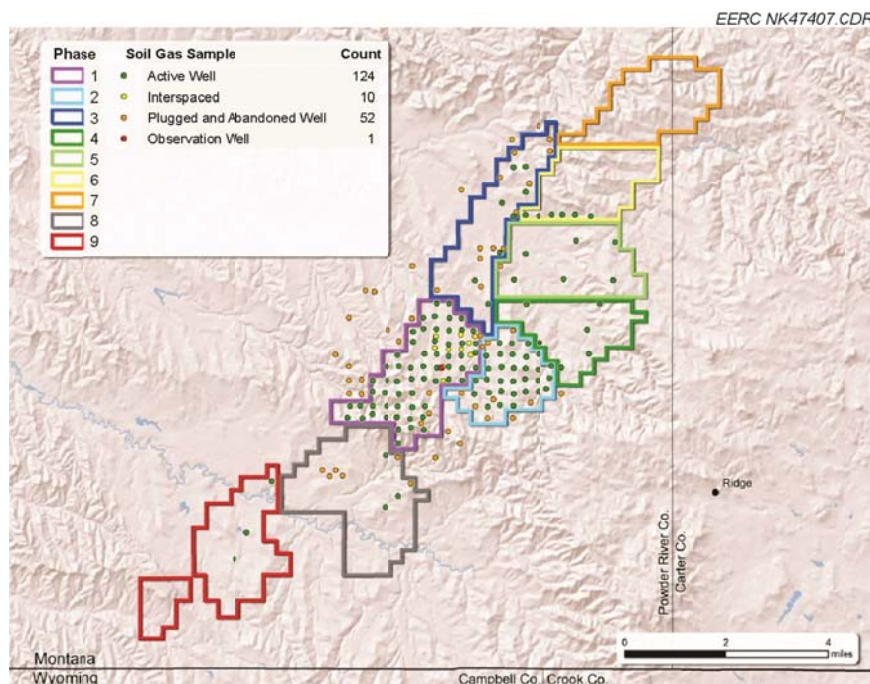 EERC NK47407.CDR
Phase Soil Gas Sample Count
1 Active Well 124
2 Interspaced 10
3 Plugged and Abandoned Well 52
4 Observation Well 1
5
6
7
8
9
Ridge
Powder River Co.
Carter Co.
0 2 4
miles
Montana
Wyoming
Campbell Co. Crook Co.